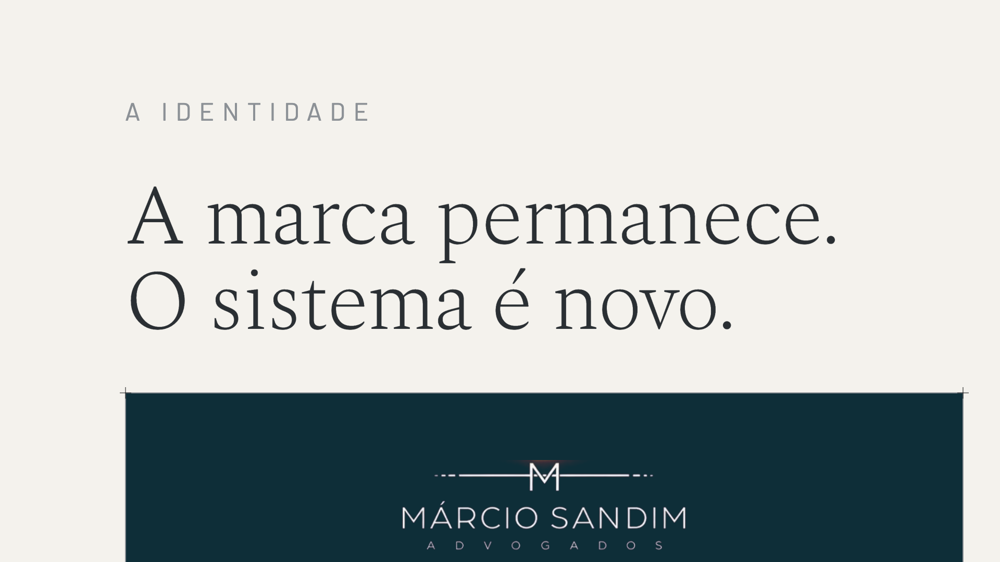 A IDENTIDADE
A marca permanece.
O sistema é novo.
M
MÁRCIO SANDIM
ADVOGADOS